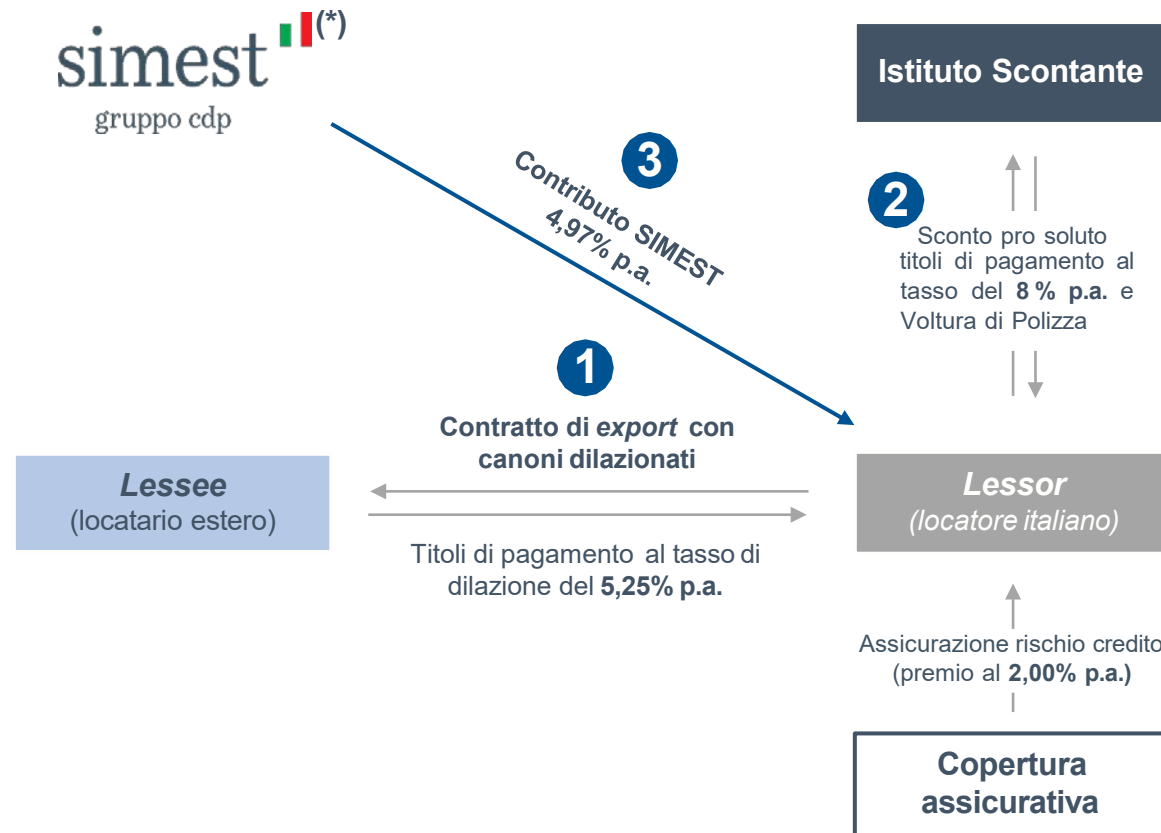 simest (*)
gruppo cdp
Istituto Scontante
3
Contributo SIMEST
4,97% p.a.
2
Sconto pro soluto
titoli di pagamento al
tasso del 8 % p.a. e
Voltura di Polizza
1
Contratto di export con
canoni dilazionati
Lessee
(locatario estero)
Lessor
(locatore italiano)
Titoli di pagamento al tasso di
dilazione del 5,25% p.a.
Assicurazione rischio credito
(premio al 2,00% p.a.)
Copertura
assicurativa